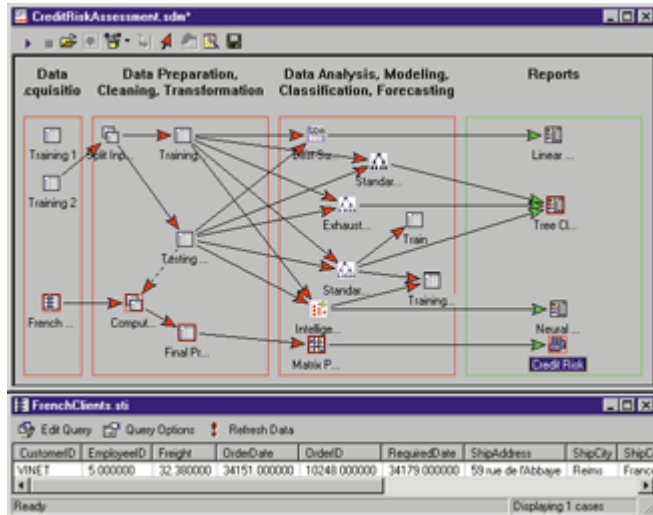 CreditRiskAssessment.sdm*
Data
.cquisitio
Data Preparation,
Cleaning, Transformation
Data Analysis, Modeling,
Classification, Forecasting
Reports
Training 1
Split Inp...
Training...
Best Su...
Linear ...
Standar...
Training 2
Exhaust...
Train
Tree Cl...
Testing ...
Standar...
Training...
French ...
Comput...
Intellige...
Neural ...
Final Pr...
Matrix P...
Credit Risk
FrenchClients.sti
Edit Query Query Options Refresh Data
CustomerID EmployeeID Freight OrderDate OrderID RequiredDate ShipAddress ShipCity ShipC
VINET 5.000000 32.380000 34151.000000 10248.000000 34179.000000 59 rue de l'Abbaye Reims Franc
Ready Displaying 1 cases